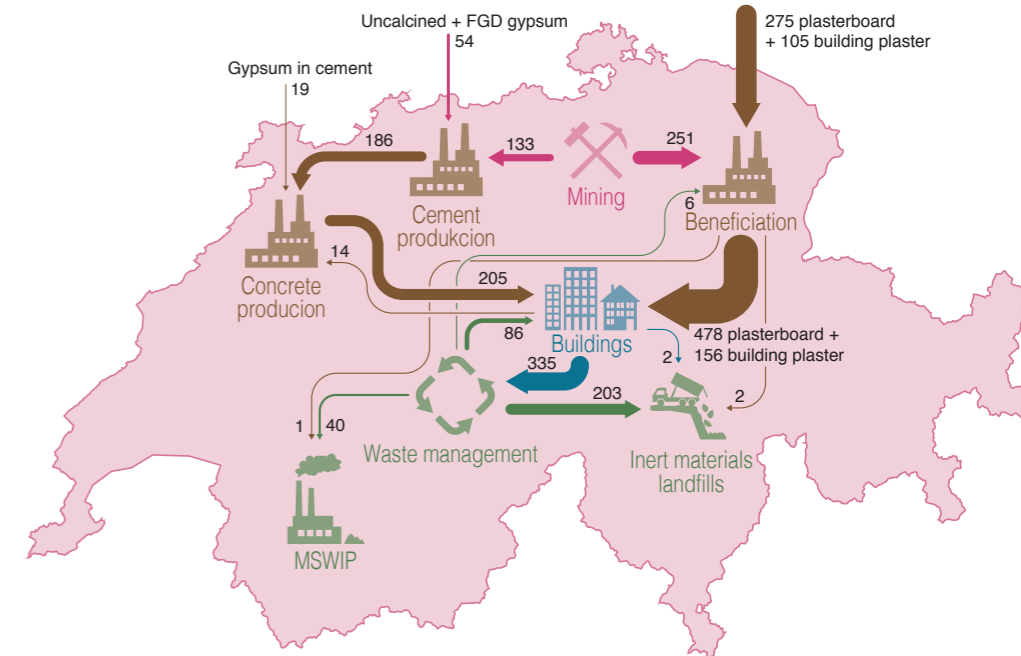 Uncalcined + FGD gypsum
54
275 plasterboard
+ 105 building plaster
Gypsum in cement
19
186
133
251
Mining
6
Cement
produkcion
Beneficiation
14
Concrete
producion
205
86
Buildings
478 plasterboard +
156 building plaster
335
2
203
2
1
40
Waste management
Inert materials
landfills
MSWIP